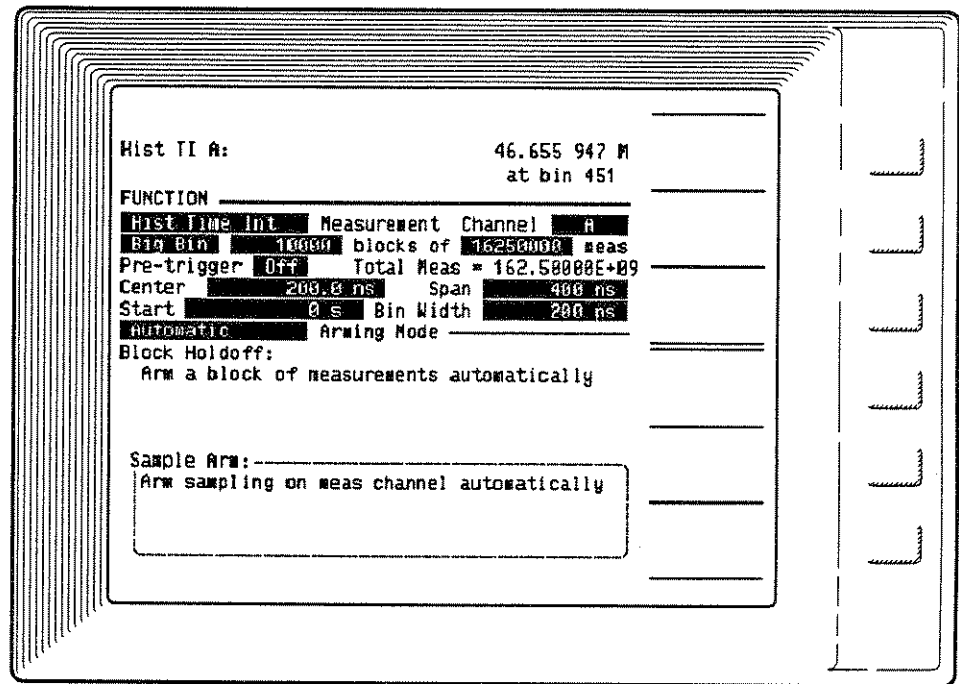 Hist TI A: 46.655 947 M
at bin 451
FUNCTION
Hist Time Int Measurement Channel A
Big Bin 10000 blocks of 16250000 meas
Pre-trigger Off Total Meas = 162.50000E+09
Center 200.0 ns Span 400 ns
Start 0 s Bin Width 200 ns
Automatic Arming Mode
Block Holdoff:
Arm a block of measurements automatically
Sample Arm:
Arm sampling on meas channel automatically